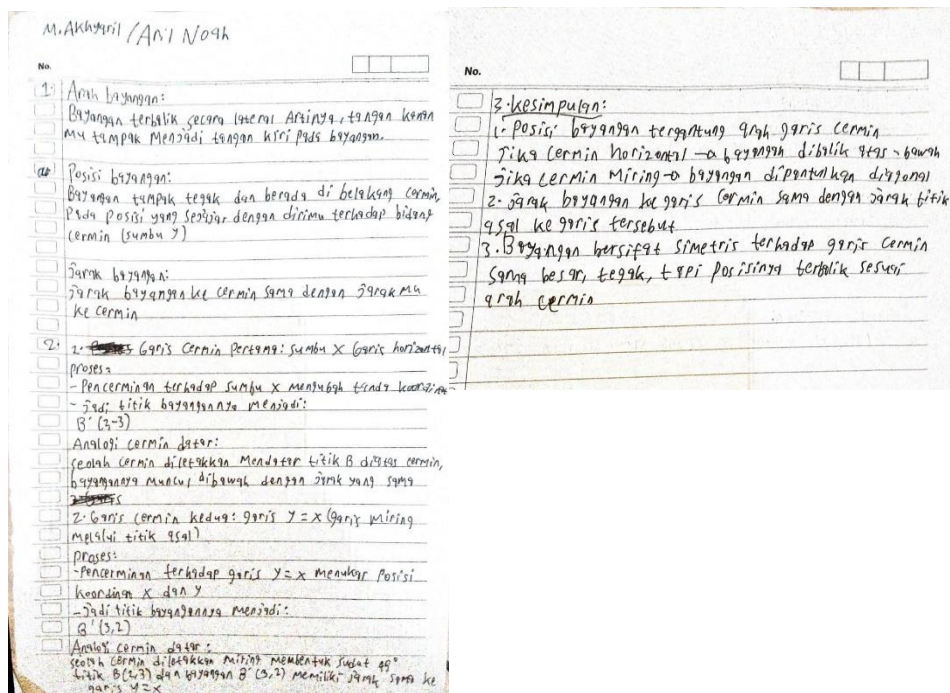 M. Akhyaril / Aril Noah
No.
1. Arah bayangan:
Bayangan terbalik secara lateral Artinya, tangan kanan
mu tampak menjadi tangan kiri pada bayangan.
Posisi bayangan:
Bayangan tampak tegak dan berada di belakang cermin,
pada posisi yang sejajar dengan dirimu terhadap bidang
cermin (sumbu y)
jarak bayangan:
jarak bayangan ke cermin sama dengan jarak mu
ke cermin
2. Garis Cermin Pertama: sumbu X Garis horizontal
proses:
- Pencerminan terhadap sumbu x mengubah tanda koordinat
- jadi titik bayangannya menjadi:
B' (2,-3)
Analogi cermin datar:
seolah cermin diletakkan Mendatar titik B diatas cermin,
bayangannya muncul dibawah dengan jarak yang sama
2. Garis cermin kedua: garis y = x (garis miring
melalui titik asal)
proses:
- Pencerminan terhadap garis y = x menukar posisi
koordinan x dan y
- jadi titik bayangannya menjadi:
B' (3,2)
Analogi cermin datar:
seolah cermin diletakkan miring membentuk sudut
titik B(2,3) dan bayangan B' (3,2) memiliki jarak sama ke
garis y = x
No.
3. kesimpulan:
1. posisi bayangan tergantung arah garis cermin
Jika cermin horizontal → bayangan dibalik atas - bawah
jika cermin Miring → bayangan dipantulkan diagonal
2. jarak bayangan ke garis cermin sama dengan jarak titik
asal ke garis tersebut
3. Bayangan bersifat simetris terhadap garis cermin
sama besar, tegak, tapi posisinya terbalik sesuai
arah cermin